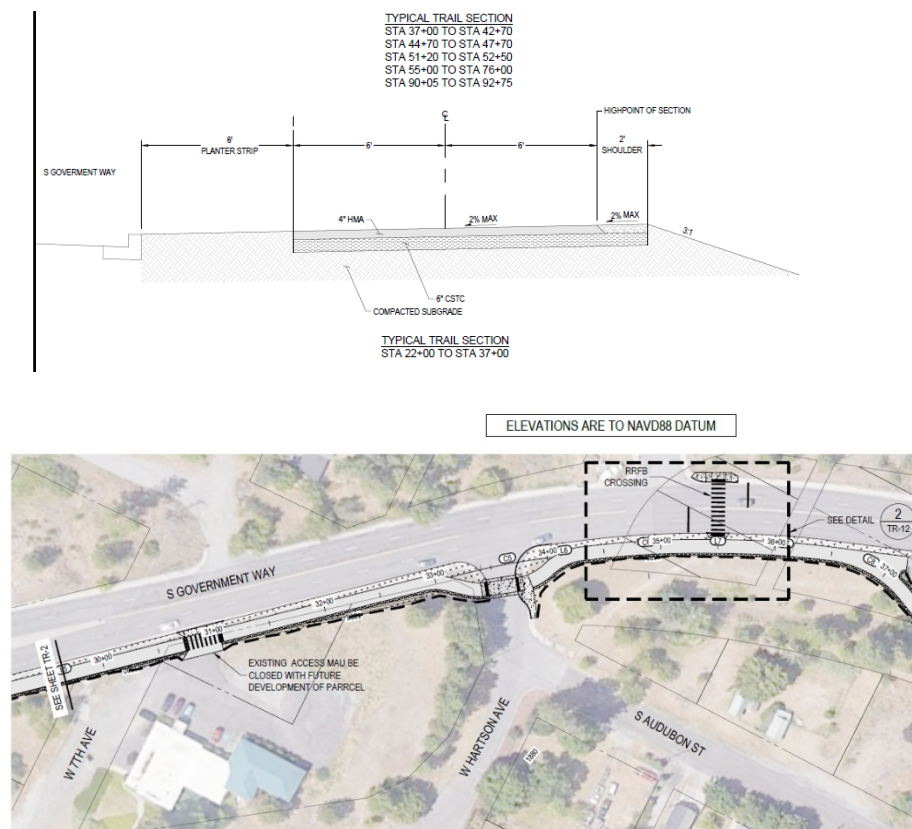 TYPICAL TRAIL SECTION
STA 37+00 TO STA 42+70
STA 44+70 TO STA 47+70
STA 51+20 TO STA 52+50
STA 55+00 TO STA 76+00
STA 90+05 TO STA 92+75
HIGHPOINT OF SECTION
6'
PLANTER STRIP
6'
6'
2'
SHOULDER
S GOVERMENT WAY
4" HMA
2% MAX
2% MAX
3:1
6" CSTC
COMPACTED SUBGRADE
TYPICAL TRAIL SECTION
STA 22+00 TO STA 37+00
ELEVATIONS ARE TO NAVD88 DATUM
RRFB
CROSSING
SEE DETAIL
2
TR-12
S GOVERNMENT WAY
C5
34+00
L8
35+00
L7
36+00
37+00
33+00
32+00
31+00
30+00
SEE SHEET TR-2
EXISTING ACCESS MAU BE
CLOSED WITH FUTURE
DEVELOPMENT OF PARRCEL
W 7TH AVE
W HARTSON AVE
S AUDUBON ST
1880